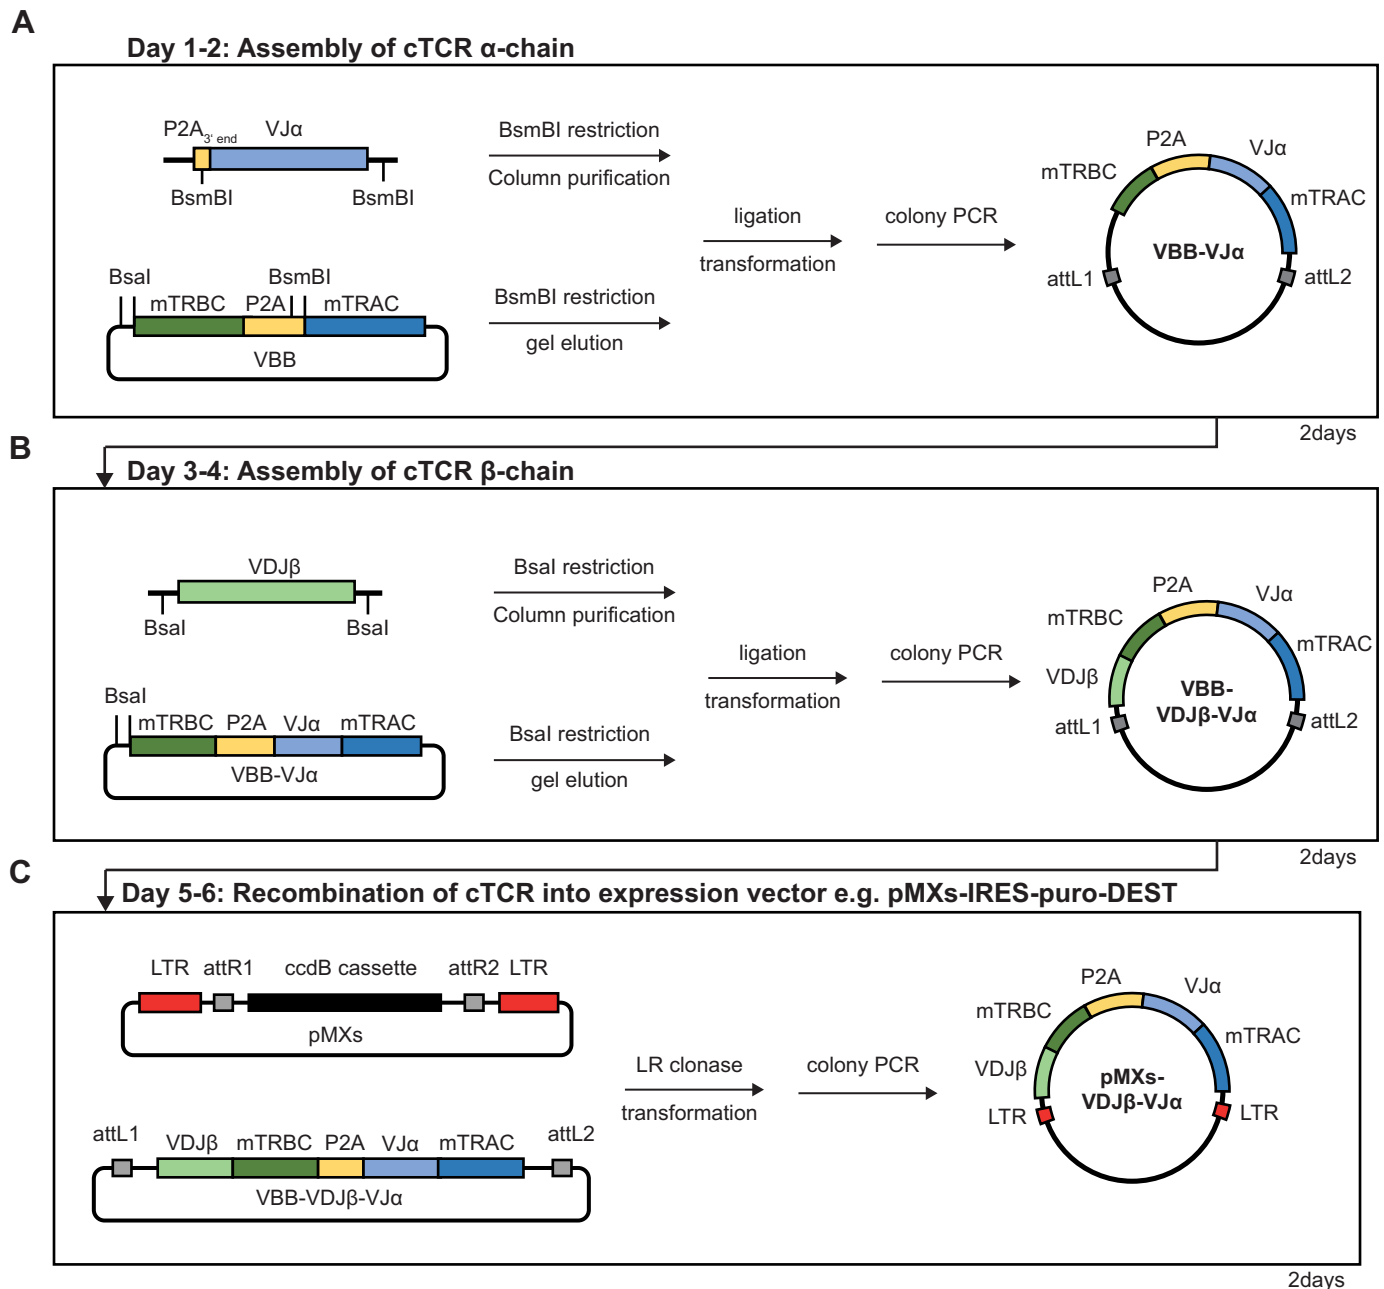 A
Day 1-2: Assembly of cTCR α-chain
P2A3' end VJα
BsmBI BsmBI
BsmBI restriction
Column purification
BsaI BsmBI
mTRBC P2A mTRAC
VBB
BsmBI restriction
gel elution
ligation
transformation
colony PCR
P2A
VJα
mTRBC
mTRAC
VBB-VJα
attL1 attL2
2days
B
Day 3-4: Assembly of cTCR β-chain
VDJβ
BsaI BsaI
BsaI restriction
Column purification
BsaI
mTRBC P2A VJα mTRAC
VBB-VJα
BsaI restriction
gel elution
ligation
transformation
colony PCR
P2A
VJα
mTRBC
mTRAC
VDJβ
VBB-
VDJβ-VJα
attL1 attL2
2days
C
Day 5-6: Recombination of cTCR into expression vector e.g. pMXs-IRES-puro-DEST
LTR attR1 ccdB cassette attR2 LTR
pMXs
attL1 VDJβ mTRBC P2A VJα mTRAC attL2
VBB-VDJβ-VJα
LR clonase
transformation
colony PCR
P2A
VJα
mTRBC
mTRAC
VDJβ
pMXs-
VDJβ-VJα
LTR LTR
2days